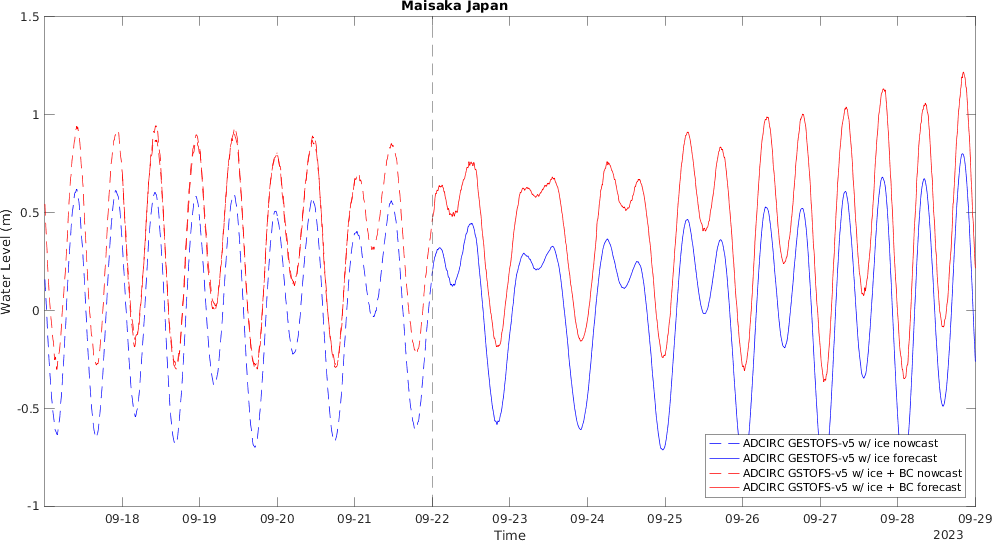 Maisaka Japan
1.5
1
0.5
0
-0.5
-1
Water Level (m)
ADCIRC GESTOFS-v5 w/ ice nowcast
ADCIRC GESTOFS-v5 w/ ice forecast
ADCIRC GSTOFS-v5 w/ ice + BC nowcast
ADCIRC GSTOFS-v5 w/ ice + BC forecast
09-18 09-19 09-20 09-21 09-22 09-23 09-24 09-25 09-26 09-27 09-28 09-29
Time
2023